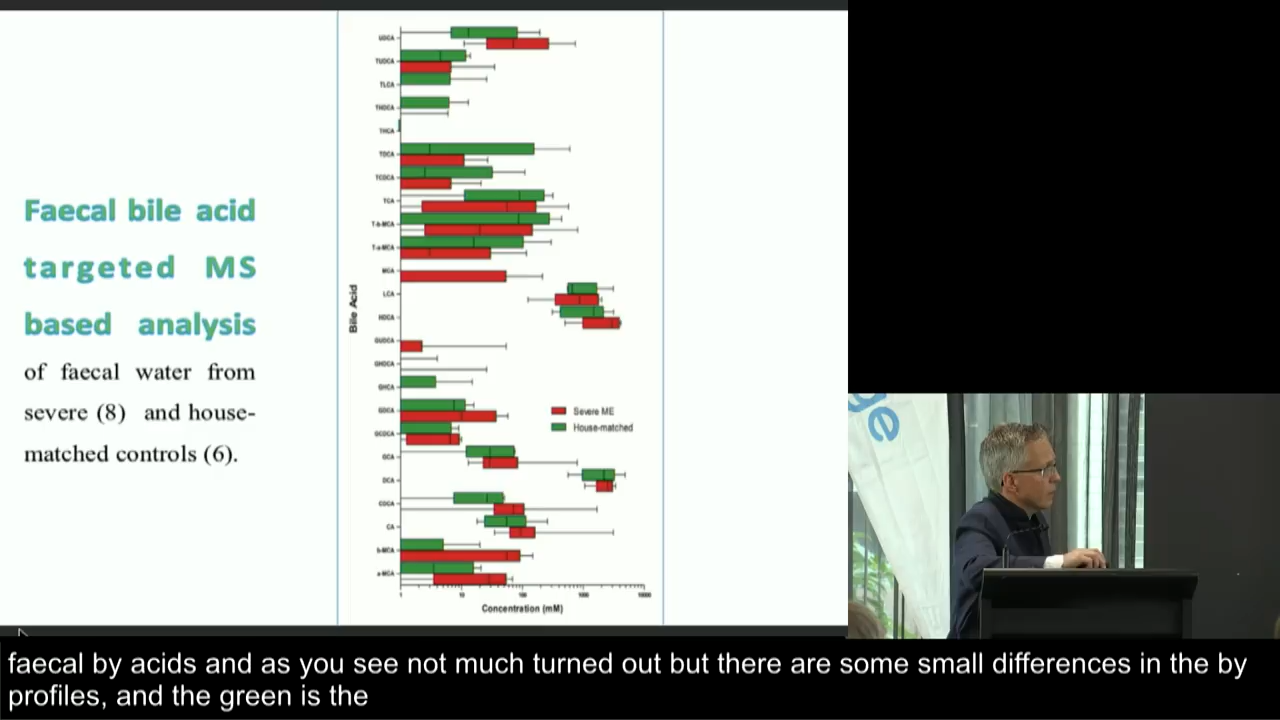 Faecal bile acid
targeted MS
based analysis
of faecal water from
severe (8) and house-
matched controls (6).
Bile Acid
UDCA
TUDCA
TLCA
THDCA
THCA
TDCA
TCDCA
TCA
T-b-MCA
T-a-MCA
MCA
LCA
HDCA
GUDCA
GHDCA
GHCA
GDCA
GCDCA
GCA
DCA
CDCA
CA
b-MCA
a-MCA
Severe ME
House-matched
1 10 100 1000 10000
Concentration (mM)
ge
faecal by acids and as you see not much turned out but there are some small differences in the by
profiles, and the green is the